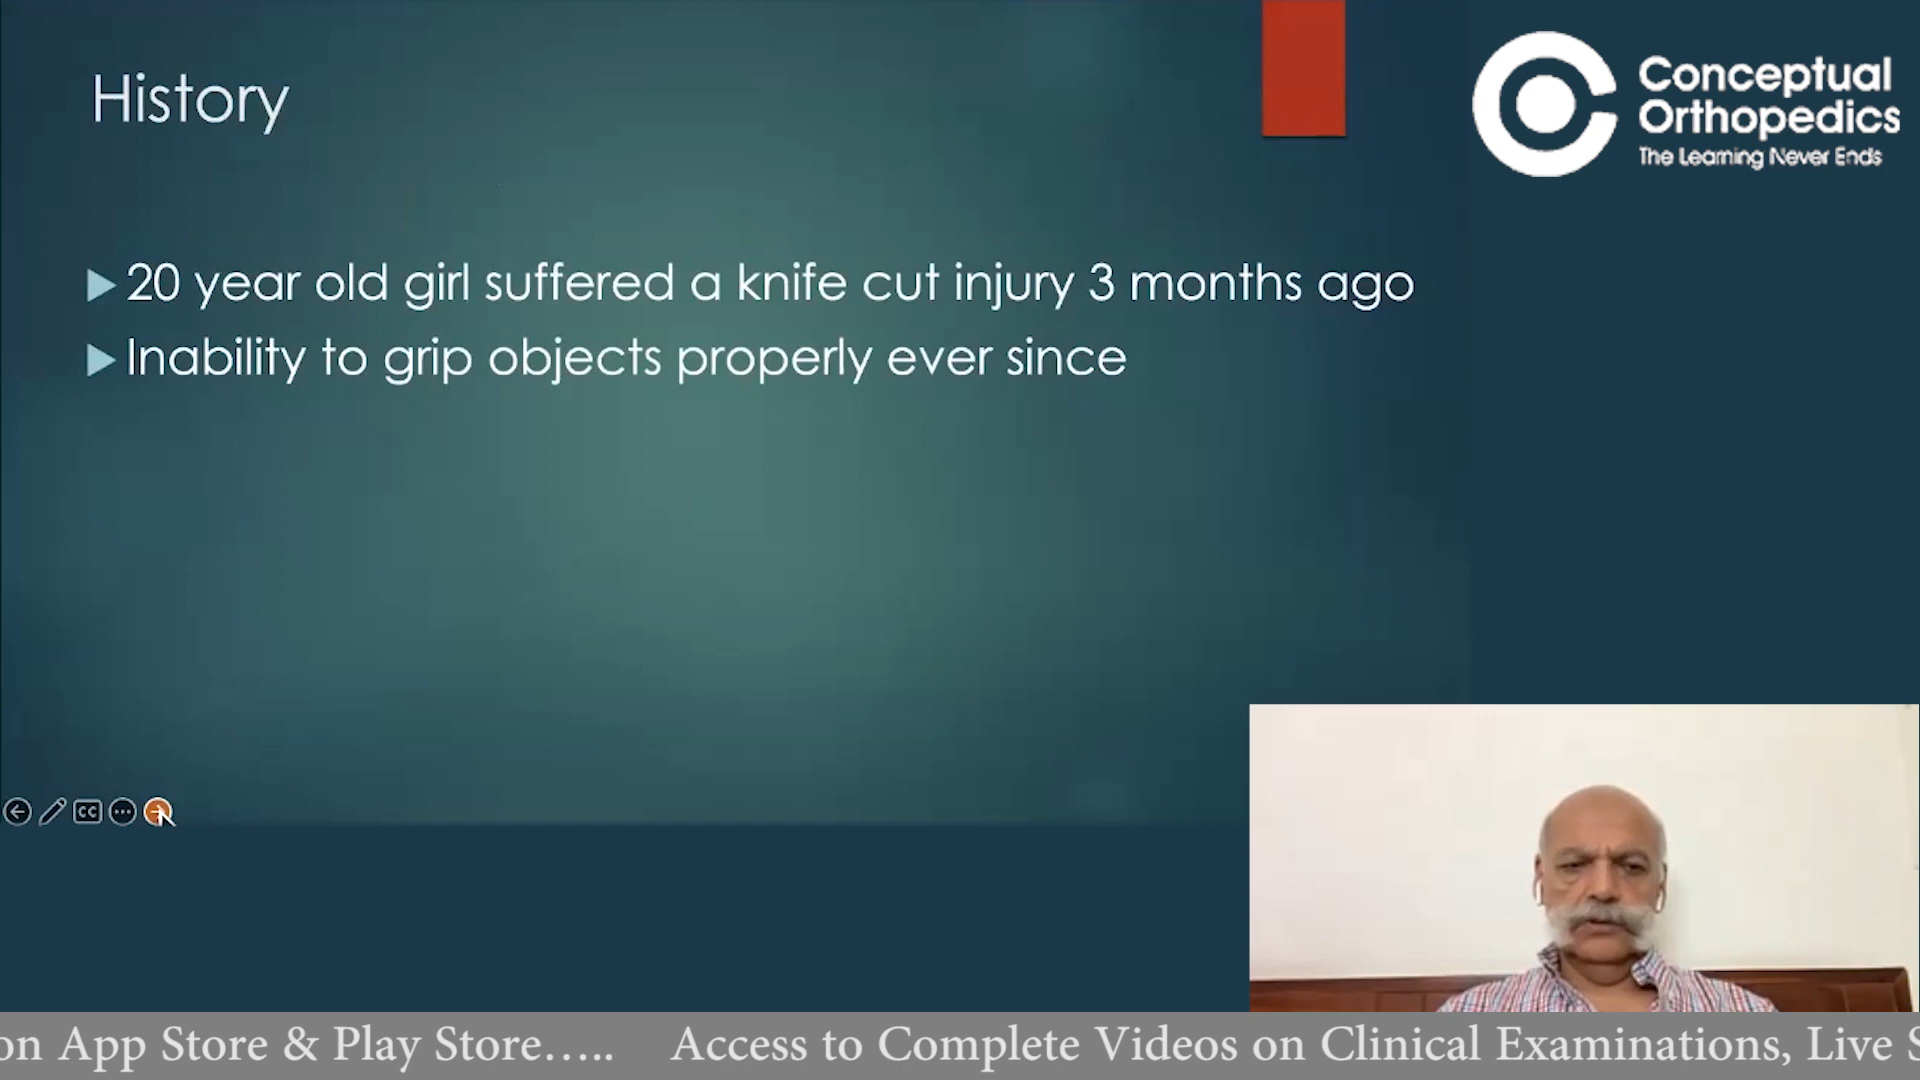 History
Conceptual
Orthopedics
The Learning Never Ends
20 year old girl suffered a knife cut injury 3 months ago
Inability to grip objects properly ever since
CC
on App Store & Play Store..... Access to Complete Videos on Clinical Examinations, Live S